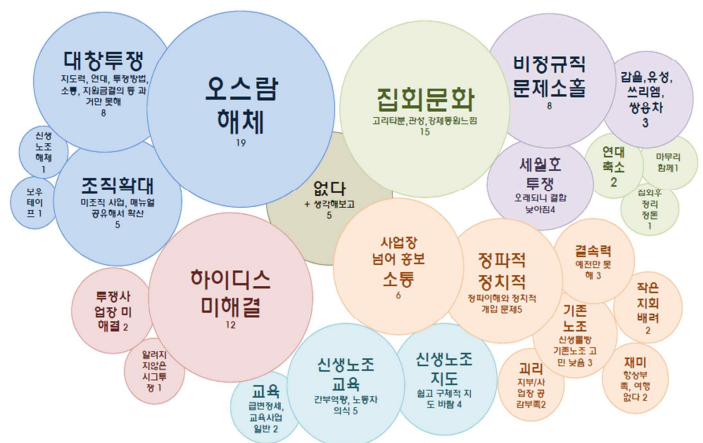 대창투쟁
지도력, 연대, 투쟁방법,
소통, 지원금결의 등 과
거만 못해
8
오스람
해체
19
집회문화
고리타분,관성,강제동원느낌
15
비정규직
문제소홀
8
갑을,유성,
쓰리엠,
쌍용차
3
신생
노조
해체
1
보우
테이
프 1
조직확대
미조직 사업, 매뉴얼
공유해서 확산
5
없다
+ 생각해보고
5
세월호
투쟁
오래되니 결합
낮아짐4
연대
축소
2
마무리
함께1
집회후
정리
정돈
1
하이디스
미해결
12
사업장
넘어 홍보
소통
6
정파적
정치적
정파이해와 정치적
개입 문제5
결속력
예전만 못
해 3
작은
지회
배려
2
투쟁사
업장 미
해결 2
알려지
지않은
시그투
쟁 1
기존
노조
기존노조 고
민 낮음 3
교육
급변정세,
교육사업
일반 2
신생노조
교육
간부역량, 노동자
의식 5
신생노조
지도
쉽고 구체적 지
도 바람 4
괴리
지부/사
업장 공
감부족2
재미
향상부
족, 여행
없다 2